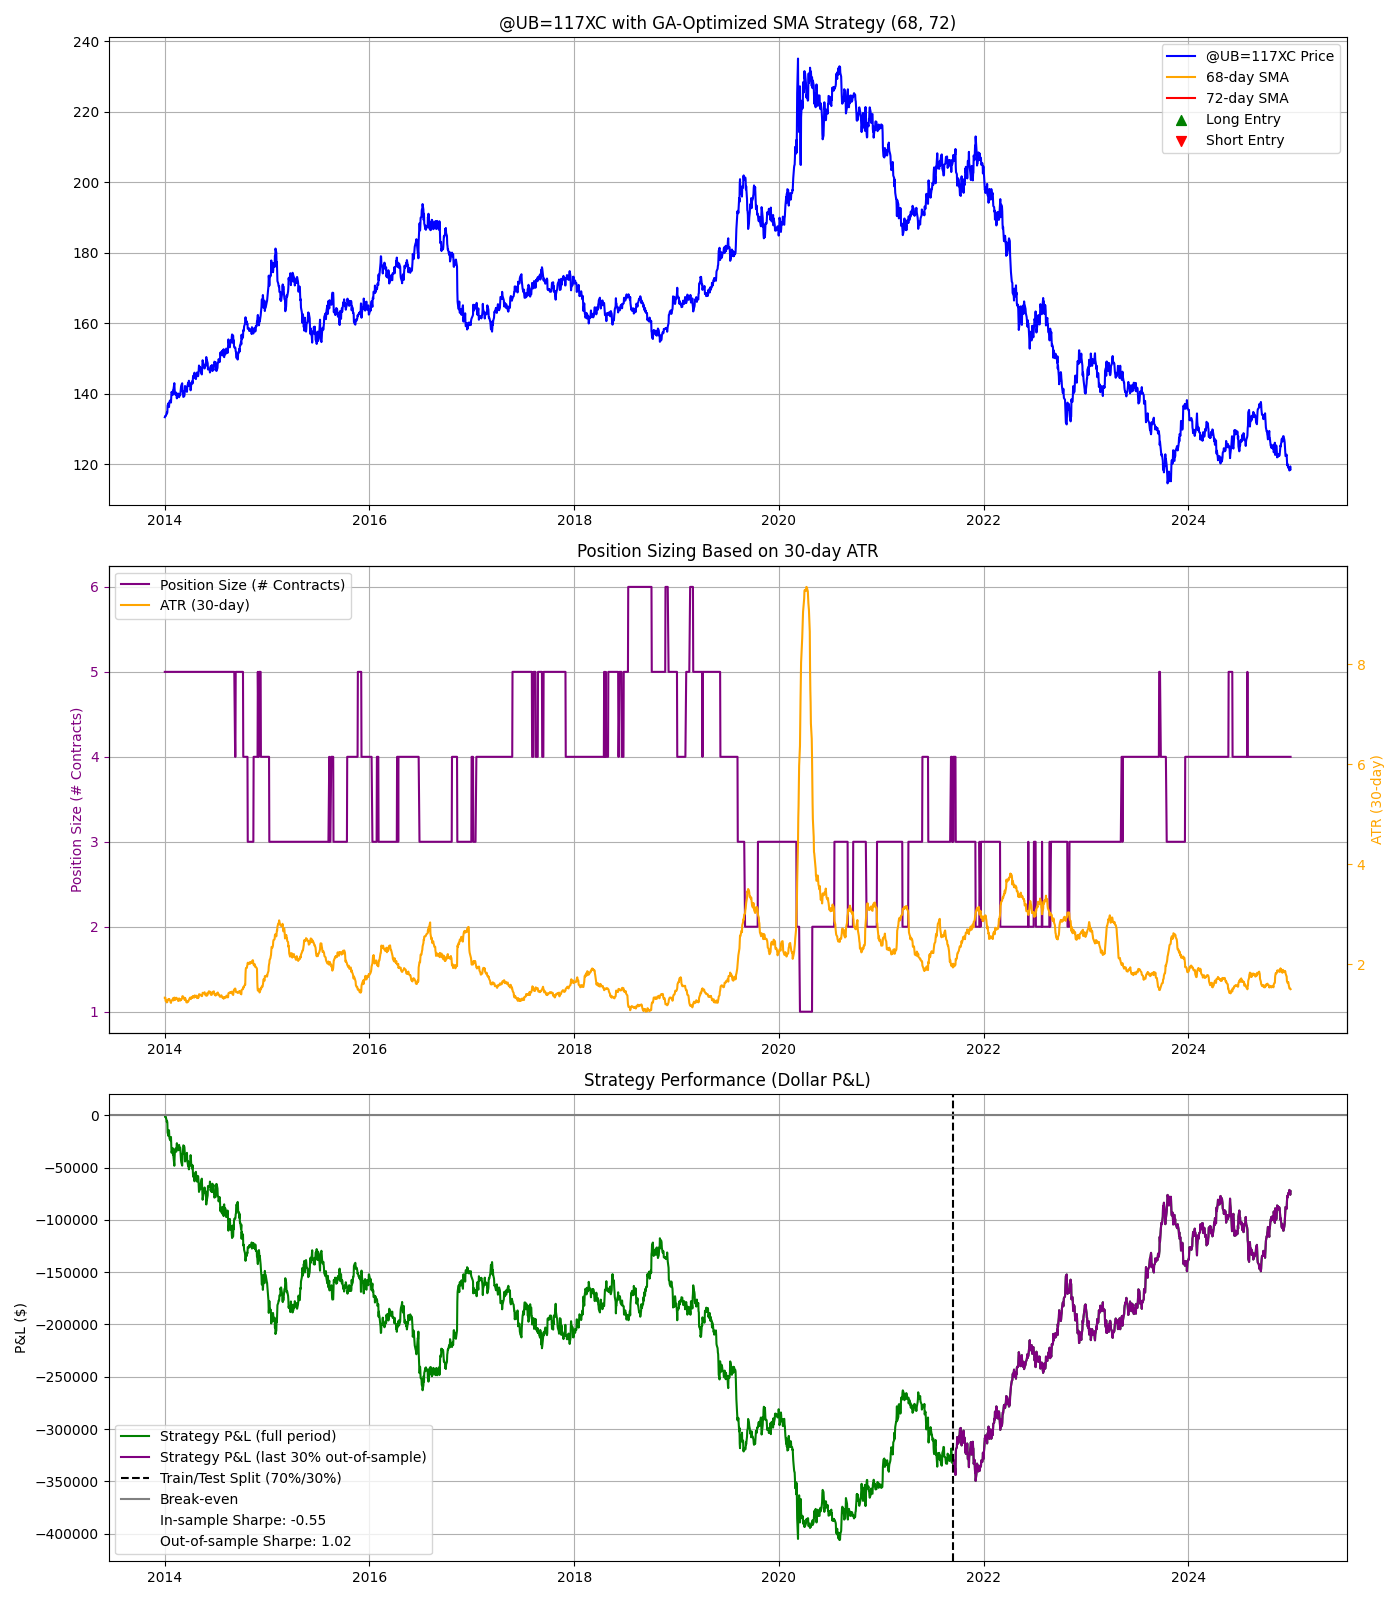 @UB=117XC with GA-Optimized SMA Strategy (68, 72)
240
220
200
180
160
140
120
@UB=117XC Price
68-day SMA
72-day SMA
Long Entry
Short Entry
2014 2016 2018 2020 2022 2024
Position Sizing Based on 30-day ATR
Position Size (# Contracts)
6
5
4
3
2
1
Position Size (# Contracts)
ATR (30-day)
8
6
4
2
ATR (30-day)
2014 2016 2018 2020 2022 2024
Strategy Performance (Dollar P&L)
P&L ($)
0
−50000
−100000
−150000
−200000
−250000
−300000
−350000
−400000
Strategy P&L (full period)
Strategy P&L (last 30% out-of-sample)
Train/Test Split (70%/30%)
Break-even
In-sample Sharpe: -0.55
Out-of-sample Sharpe: 1.02
2014 2016 2018 2020 2022 2024